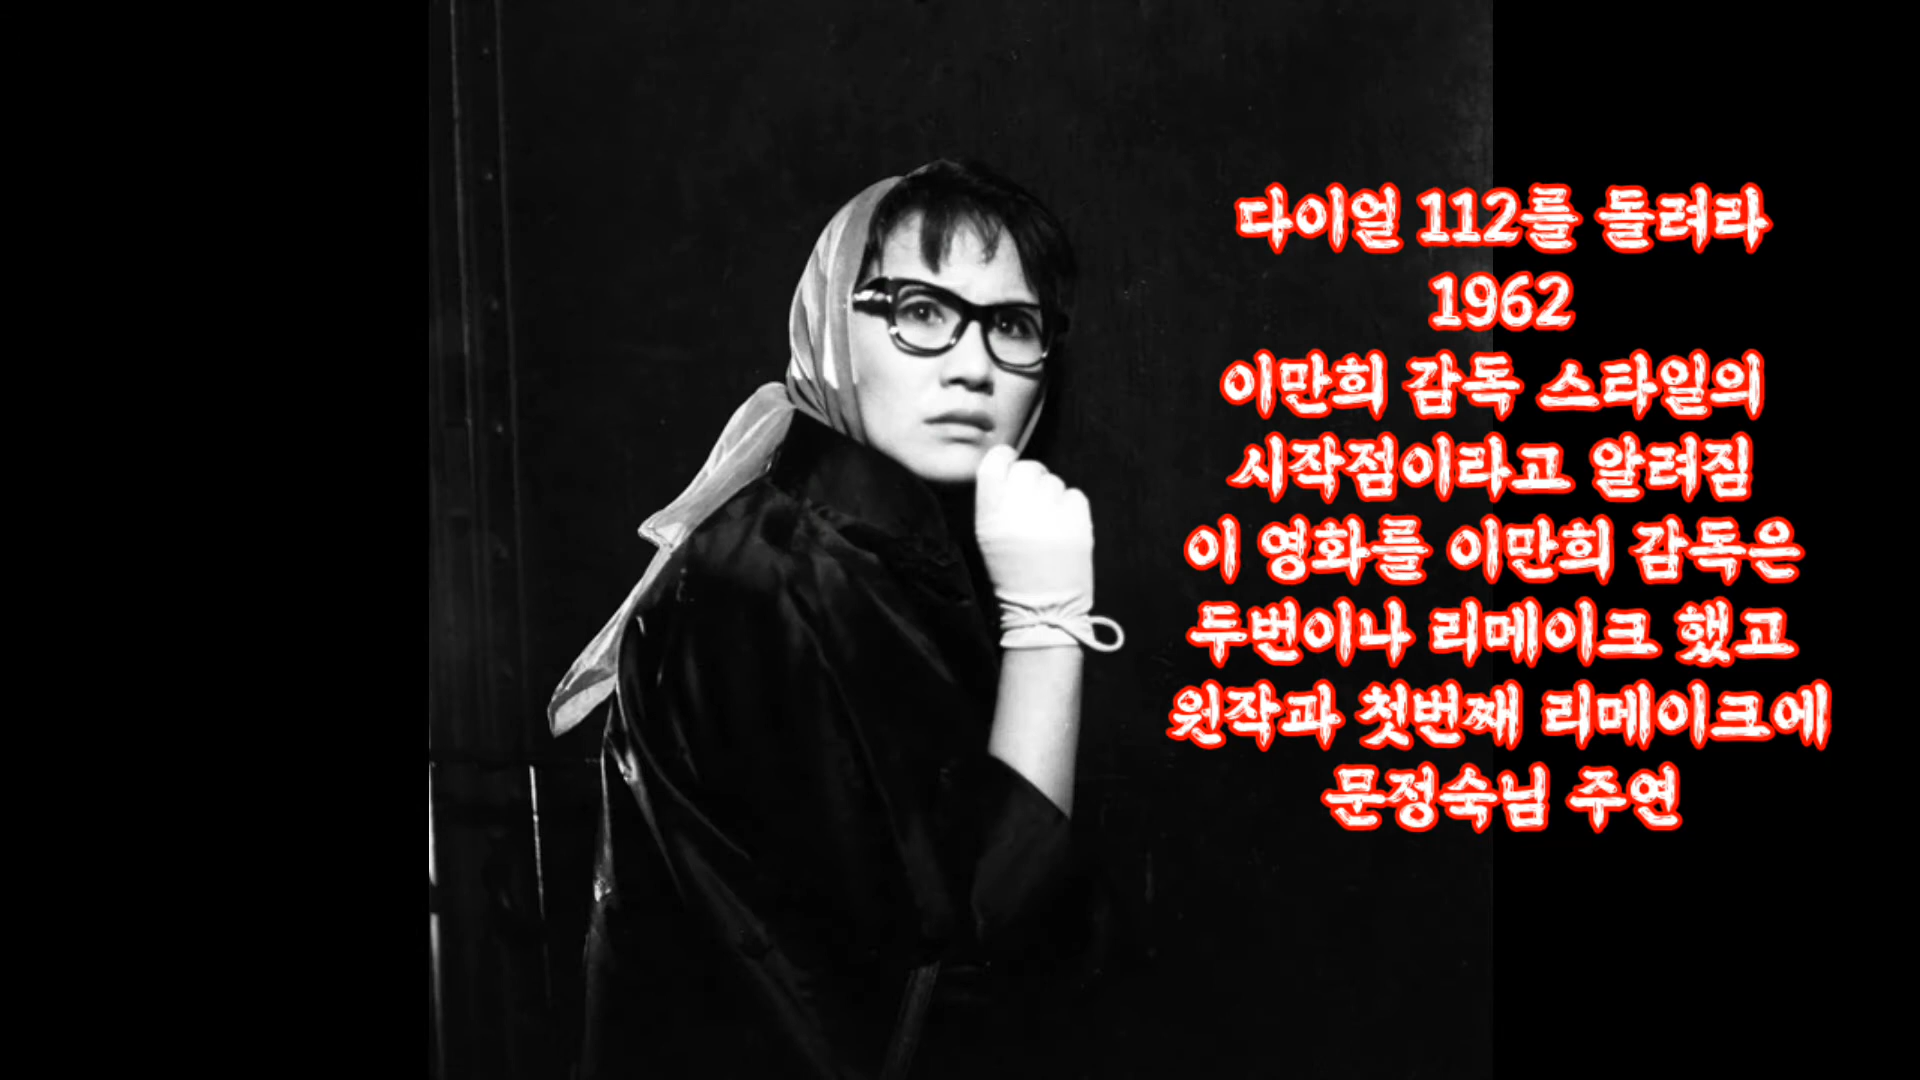 다이얼 112를 돌려라
1962
이만희 감독 스타일의
시작점이라고 알려짐
이 영화를 이만희 감독은
두번이나 리메이크 했고
원작과 첫번째 리메이크에
문정숙님 주연